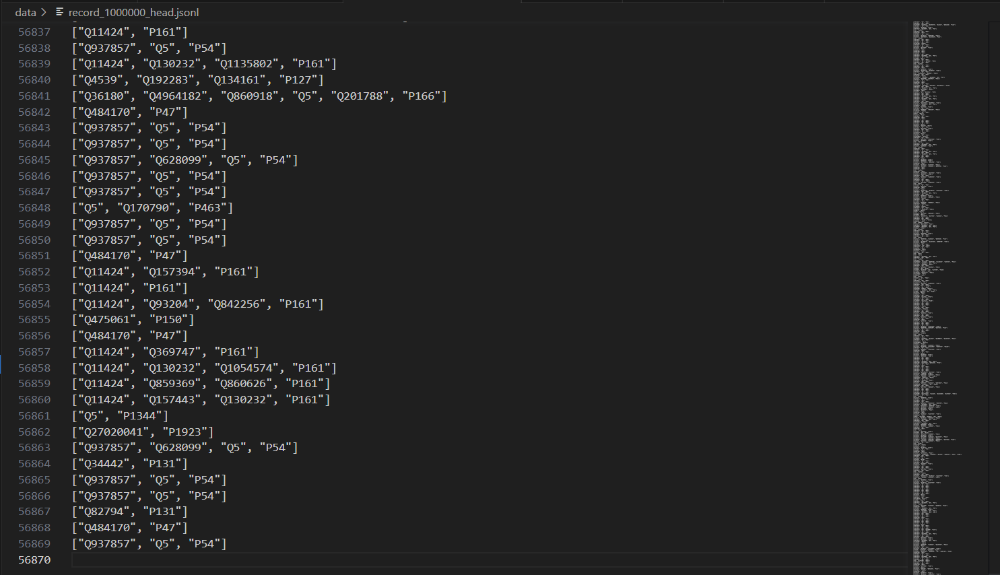 data > record_1000000_head.jsonl
56837 ["Q11424", "P161"]
56838 ["Q937857", "Q5", "P54"]
56839 ["Q11424", "Q130232", "Q1135802", "P161"]
56840 ["Q4539", "Q192283", "Q134161", "P127"]
56841 ["Q36180", "Q4964182", "Q860918", "Q5", "Q201788", "P166"]
56842 ["Q484170", "P47"]
56843 ["Q937857", "Q5", "P54"]
56844 ["Q937857", "Q5", "P54"]
56845 ["Q937857", "Q628099", "Q5", "P54"]
56846 ["Q937857", "Q5", "P54"]
56847 ["Q937857", "Q5", "P54"]
56848 ["Q5", "Q170790", "P463"]
56849 ["Q937857", "Q5", "P54"]
56850 ["Q937857", "Q5", "P54"]
56851 ["Q484170", "P47"]
56852 ["Q11424", "Q157394", "P161"]
56853 ["Q11424", "P161"]
56854 ["Q11424", "Q93204", "Q842256", "P161"]
56855 ["Q475061", "P150"]
56856 ["Q484170", "P47"]
56857 ["Q11424", "Q369747", "P161"]
56858 ["Q11424", "Q130232", "Q1054574", "P161"]
56859 ["Q11424", "Q859369", "Q860626", "P161"]
56860 ["Q11424", "Q157443", "Q130232", "P161"]
56861 ["Q5", "P1344"]
56862 ["Q27020041", "P1923"]
56863 ["Q937857", "Q628099", "Q5", "P54"]
56864 ["Q34442", "P131"]
56865 ["Q937857", "Q5", "P54"]
56866 ["Q937857", "Q5", "P54"]
56867 ["Q82794", "P131"]
56868 ["Q484170", "P47"]
56869 ["Q937857", "Q5", "P54"]
56870